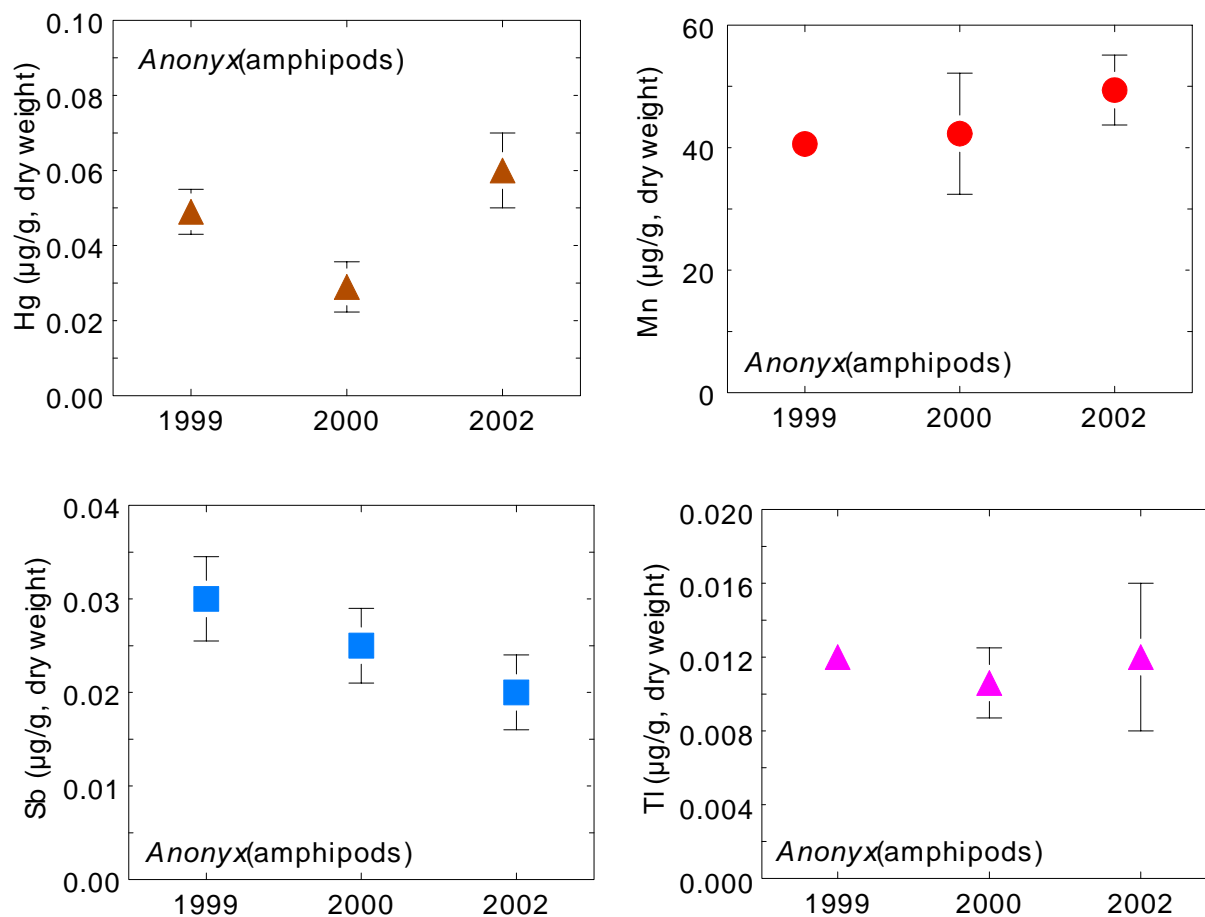 Hg (µg/g, dry weight)
0.10
0.08
0.06
0.04
0.02
0.00
Anonyx(amphipods)
1999 2000 2002
Mn (µg/g, dry weight)
60
40
20
0
Anonyx(amphipods)
1999 2000 2002
Sb (µg/g, dry weight)
0.04
0.03
0.02
0.01
0.00
Anonyx(amphipods)
1999 2000 2002
Tl (µg/g, dry weight)
0.020
0.016
0.012
0.008
0.004
0.000
Anonyx(amphipods)
1999 2000 2002